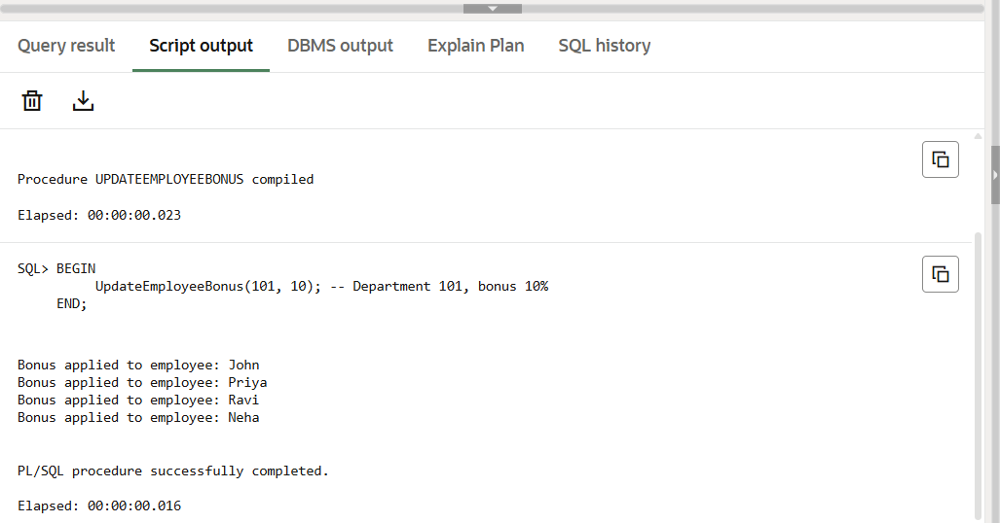 Query result Script output DBMS output Explain Plan SQL history
Procedure UPDATEEMPLOYEEBONUS compiled
Elapsed: 00:00:00.023
SQL> BEGIN
          UpdateEmployeeBonus(101, 10); -- Department 101, bonus 10%
     END;
Bonus applied to employee: John
Bonus applied to employee: Priya
Bonus applied to employee: Ravi
Bonus applied to employee: Neha
PL/SQL procedure successfully completed.
Elapsed: 00:00:00.016